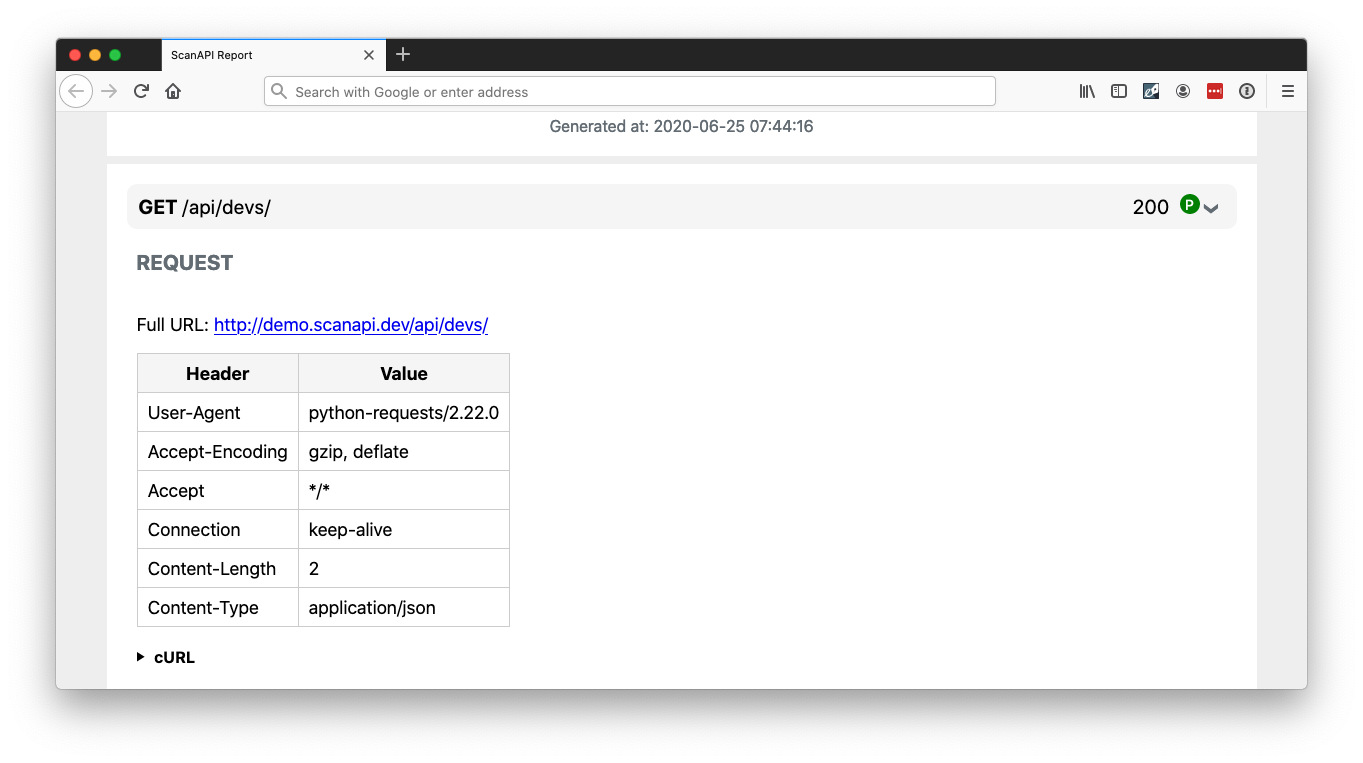 ScanAPI Report
Search with Google or enter address
Generated at: 2020-06-25 07:44:16
GET /api/devs/ 200 P
REQUEST
Full URL: http://demo.scanapi.dev/api/devs/
Header Value
User-Agent python-requests/2.22.0
Accept-Encoding gzip, deflate
Accept */*
Connection keep-alive
Content-Length 2
Content-Type application/json
cURL